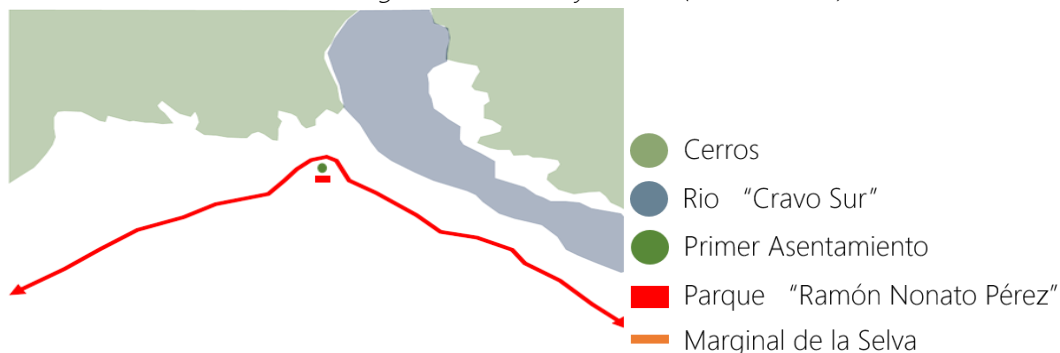 Cerros
Rio “Cravo Sur”
Primer Asentamiento
Parque “Ramón Nonato Pérez”
Marginal de la Selva